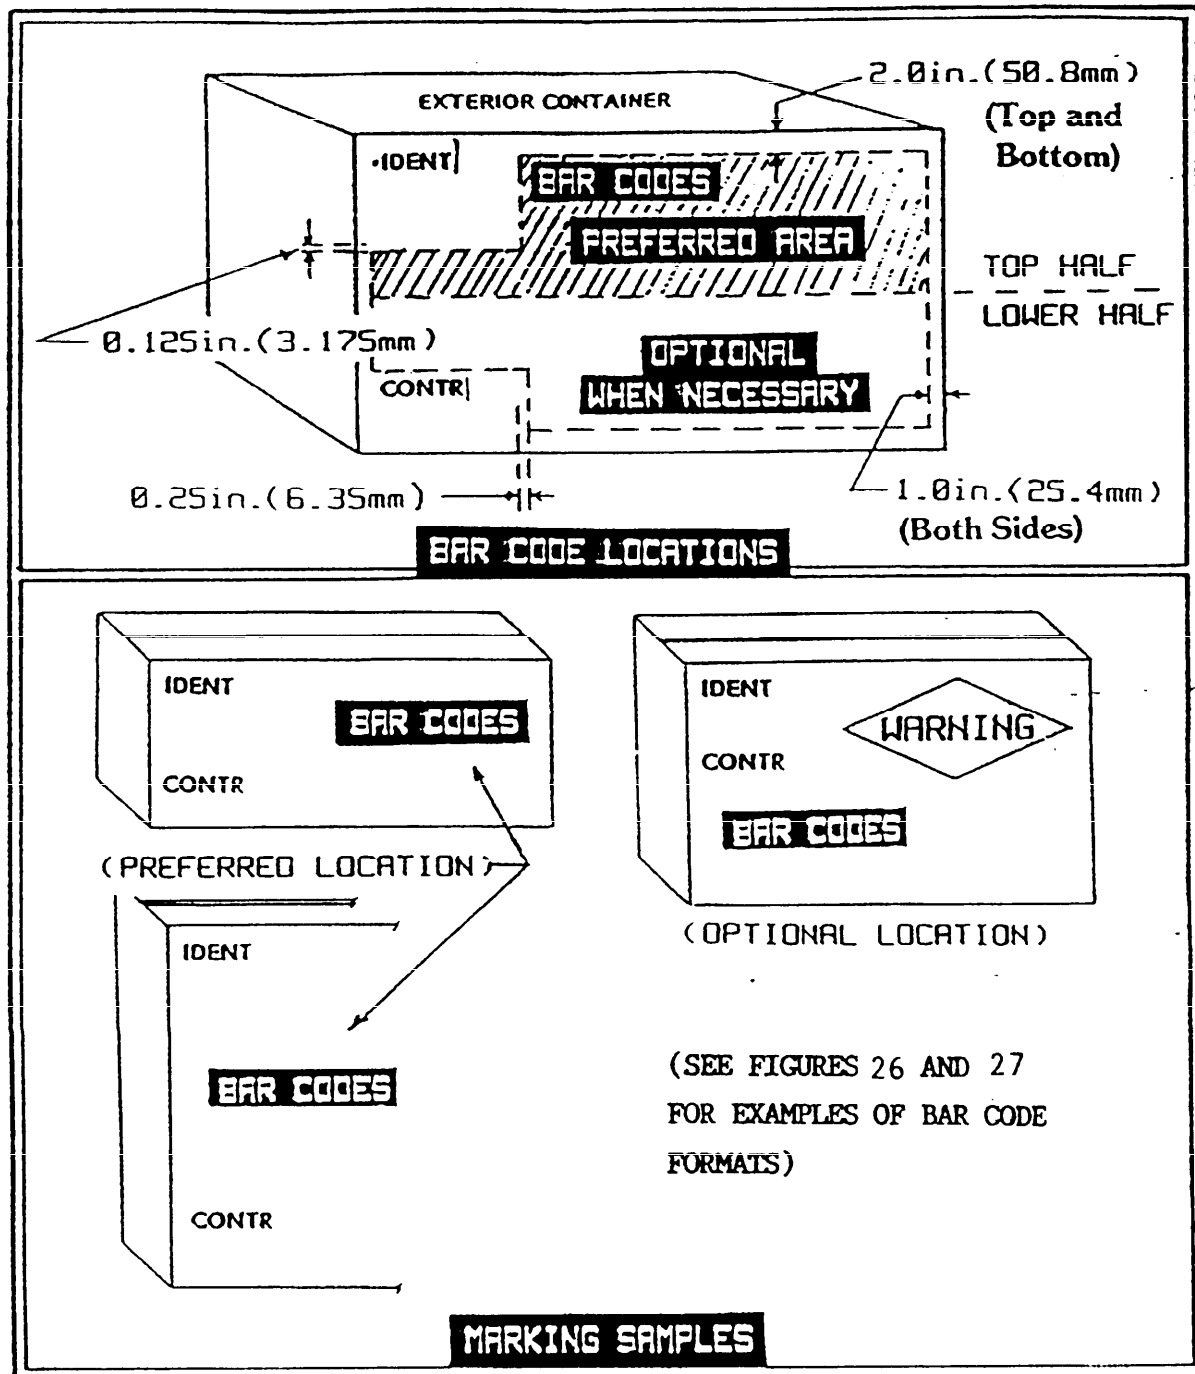 2.0in.(50.8mm)
(Top and
Bottom)
EXTERIOR CONTAINER
IDENT
BAR CODES
PREFERRED AREA
TOP HALF
LOWER HALF
0.125in.(3.175mm)
OPTIONAL
WHEN NECESSARY
CONTR
0.25in.(6.35mm)
1.0in.(25.4mm)
(Both Sides)
BAR CODE LOCATIONS
IDENT
BAR CODES
CONTR
IDENT
WARNING
CONTR
BAR CODES
(PREFERRED LOCATION)
(OPTIONAL LOCATION)
IDENT
BAR CODES
CONTR
(SEE FIGURES 26 AND 27
FOR EXAMPLES OF BAR CODE
FORMATS)
MARKING SAMPLES